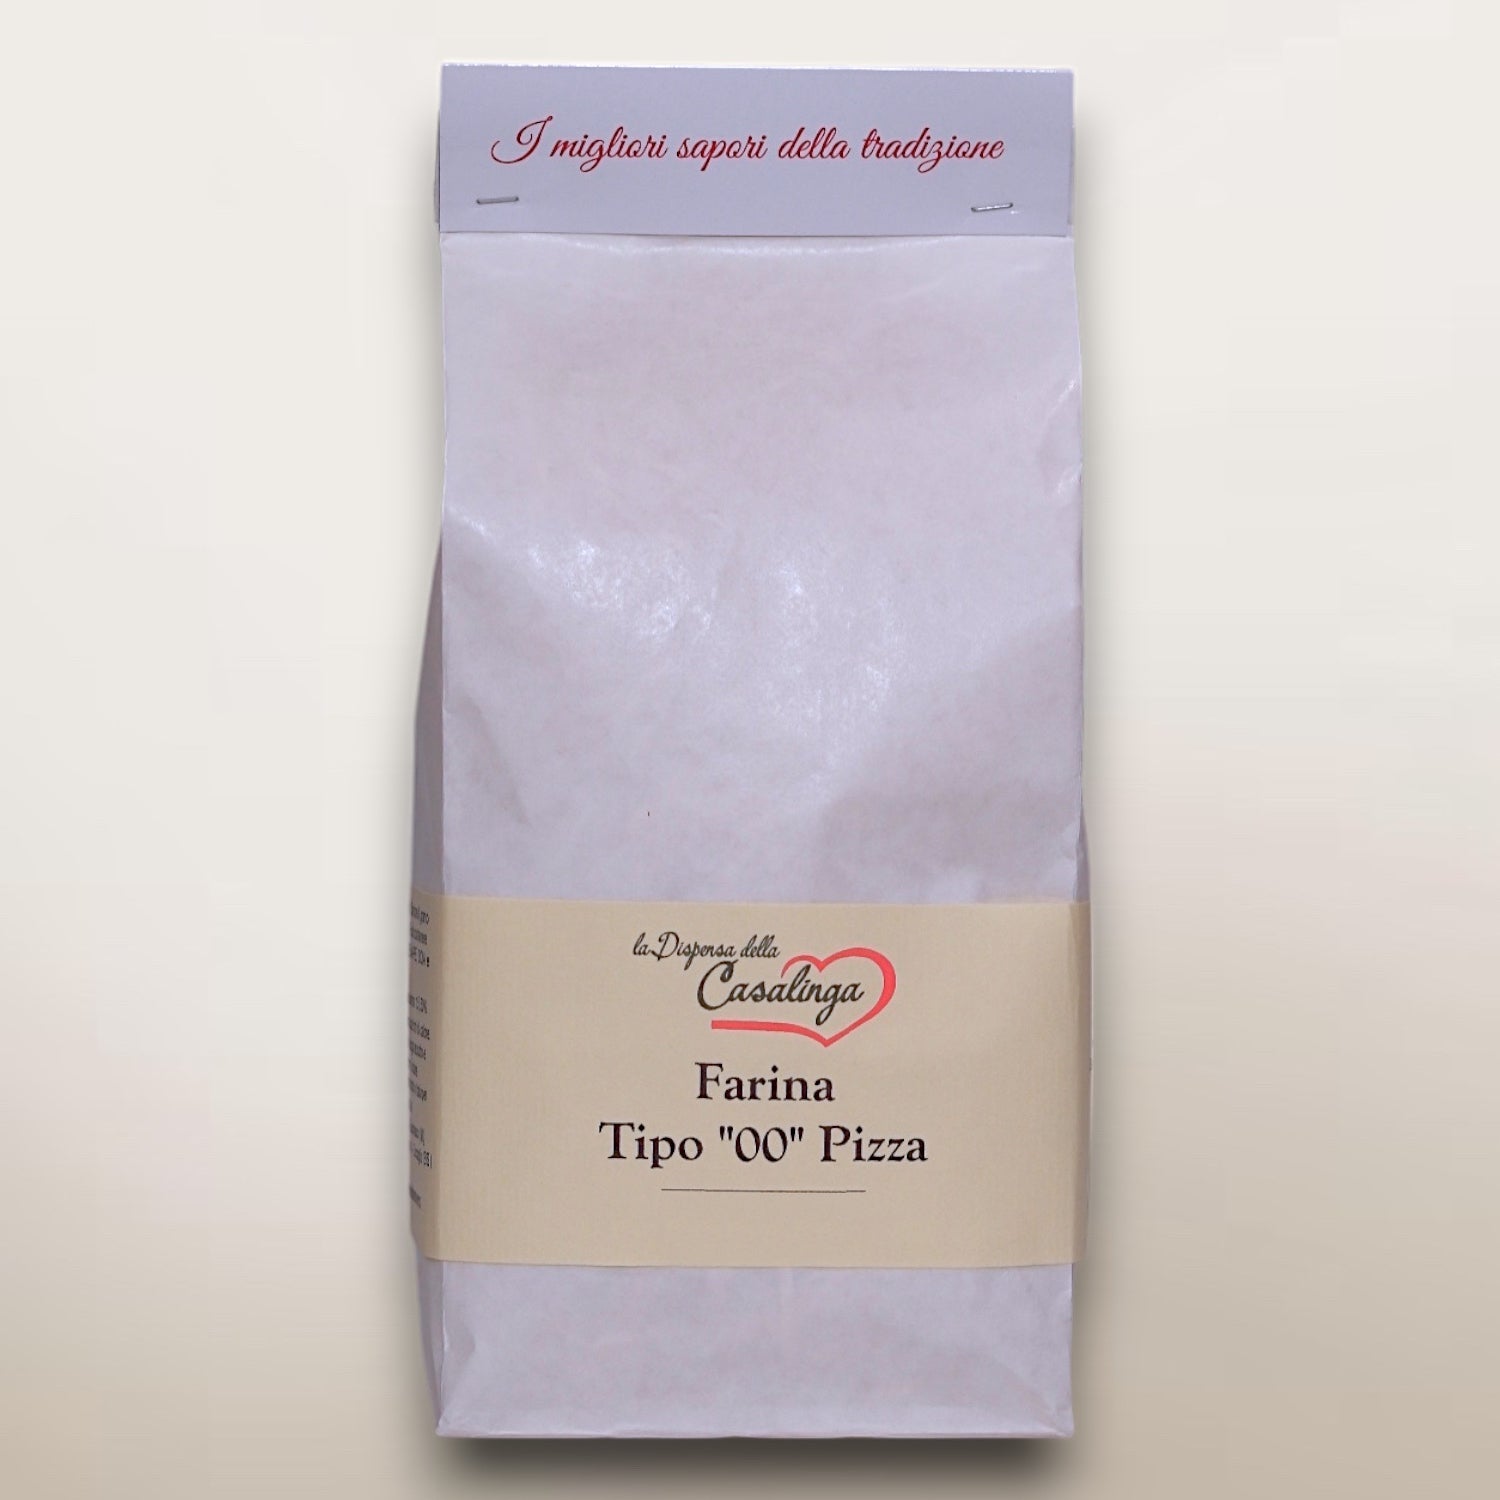 I migliori sapori della tradizione
la Dispensa della
Casalinga
Farina
Tipo "00" Pizza